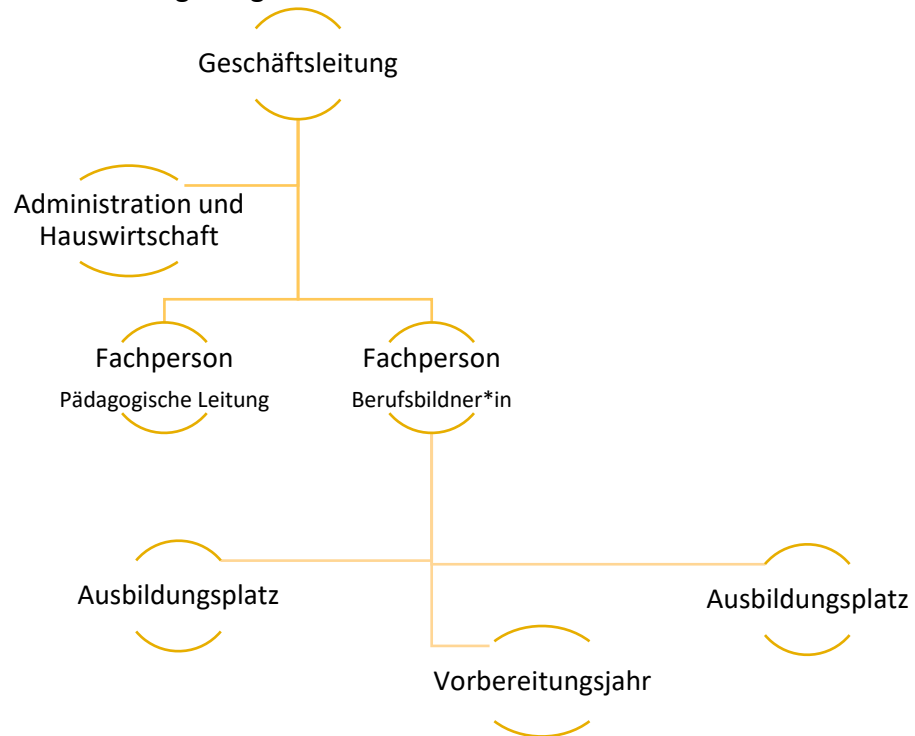 Geschäftsleitung
Administration und
Hauswirtschaft
Fachperson
Pädagogische Leitung
Fachperson
Berufsbildner*in
Ausbildungsplatz
Ausbildungsplatz
Vorbereitungsjahr